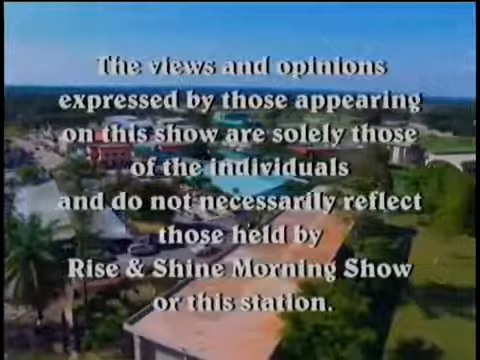 The views and opinions
expressed by those appearing
on this show are solely those
of the individuals
and do not necessarily reflect
those held by
Rise & Shine Morning Show
or this station.